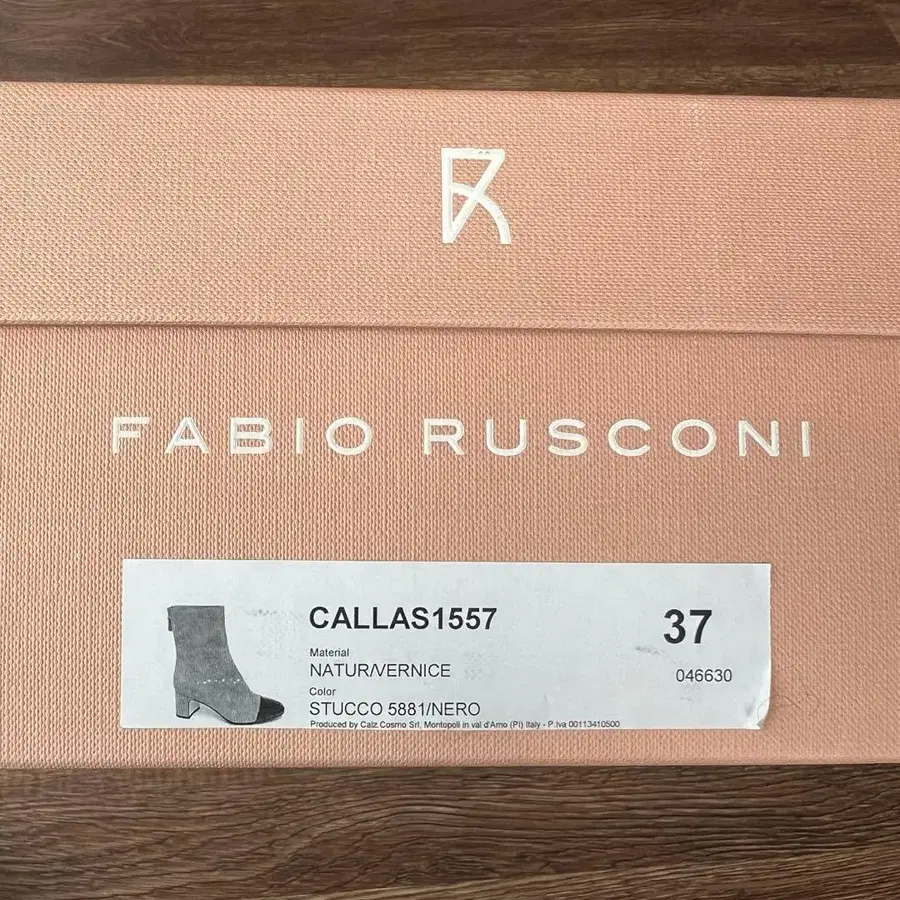 FR
FABIO RUSCONI
CALLAS1557
37
Material
NATUR/VERNICE
046630
Color
STUCCO 5881/NERO
Produced by Calz.Cosmo Srl, Montopoli in val d'Arno (PI) Italy - P.Iva 00113410500